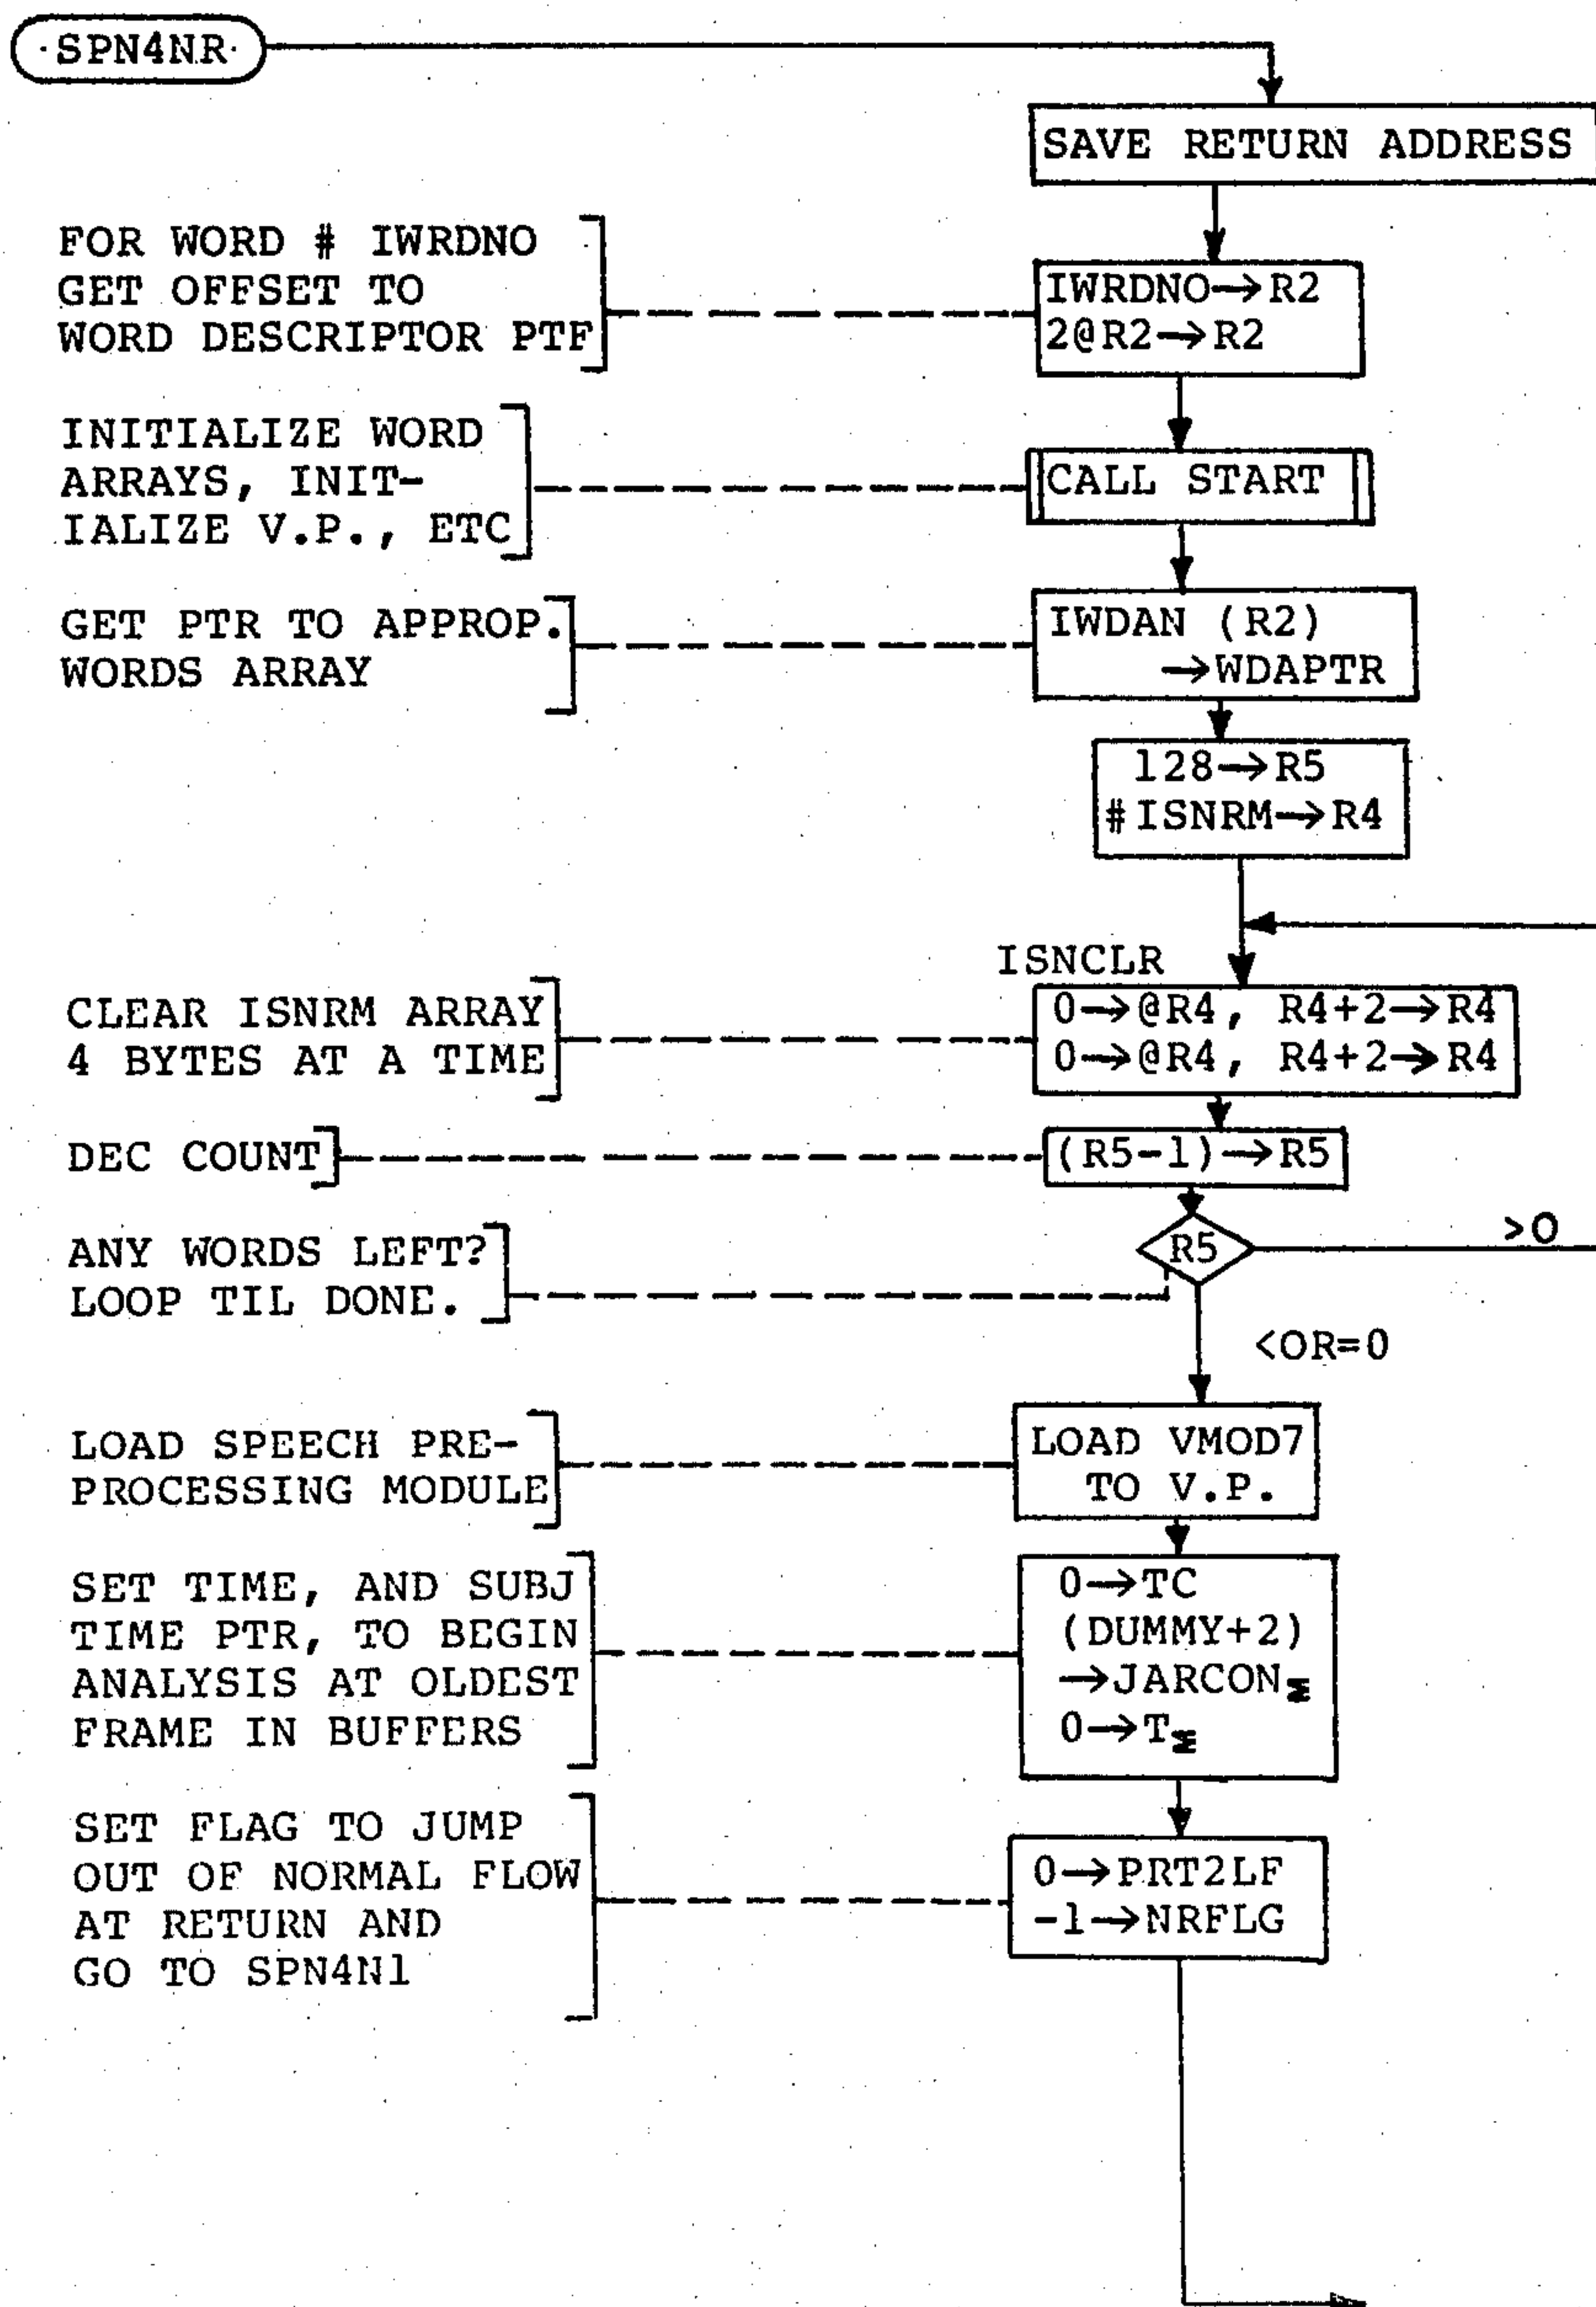 ·SPN4NR·
SAVE RETURN ADDRESS
FOR WORD # IWRDNO
GET OFFSET TO
WORD DESCRIPTOR PTF
IWRDNO→R2
2@R2→R2
INITIALIZE WORD
ARRAYS, INIT-
IALIZE V.P., ETC
CALL START
GET PTR TO APPROP.
WORDS ARRAY
IWDAN (R2)
→WDAPTR
128→R5
#ISNRM→R4
ISNCLR
CLEAR ISNRM ARRAY
4 BYTES AT A TIME
0→@R4, R4+2→R4
0→@R4, R4+2→R4
DEC COUNT
(R5-1)→R5
ANY WORDS LEFT?
LOOP TIL DONE.
R5
>0
<OR=0
LOAD SPEECH PRE-
PROCESSING MODULE
LOAD VMOD7
TO V.P.
SET TIME, AND SUBJ
TIME PTR, TO BEGIN
ANALYSIS AT OLDEST
FRAME IN BUFFERS
0→TC
(DUMMY+2)
→JARCON
0→T
SET FLAG TO JUMP
OUT OF NORMAL FLOW
AT RETURN AND
GO TO SPN4N1
0→PRT2LF
-1→NRFLG